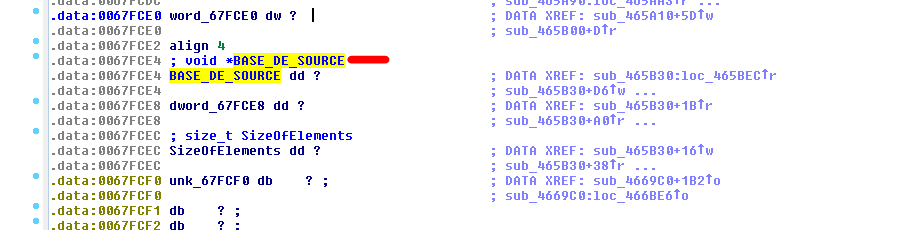 ; sub_465A90:loc_465AA3↑r ...
.data:0067FCE0 word_67FCE0 dw ? ; DATA XREF: sub_465A10+5D↑w
.data:0067FCE0 ; sub_465B00+D↑r
.data:0067FCE2 align 4
.data:0067FCE4 ; void *BASE_DE_SOURCE
.data:0067FCE4 BASE_DE_SOURCE dd ? ; DATA XREF: sub_465B30:loc_465BEC↑r
.data:0067FCE4 ; sub_465B30+D6↑w ...
.data:0067FCE8 dword_67FCE8 dd ? ; DATA XREF: sub_465B30+1B↑r
.data:0067FCE8 ; sub_465B30+A0↑r ...
.data:0067FCEC ; size_t SizeOfElements
.data:0067FCEC SizeOfElements dd ? ; DATA XREF: sub_465B30+16↑w
.data:0067FCEC ; sub_465B30+38↑r ...
.data:0067FCF0 unk_67FCF0 db ? ; ; DATA XREF: sub_4669C0+1B2↑o
.data:0067FCF0 ; sub_4669C0:loc_466BE6↑o
.data:0067FCF1 db ? ;
.data:0067FCF2 db ? ;